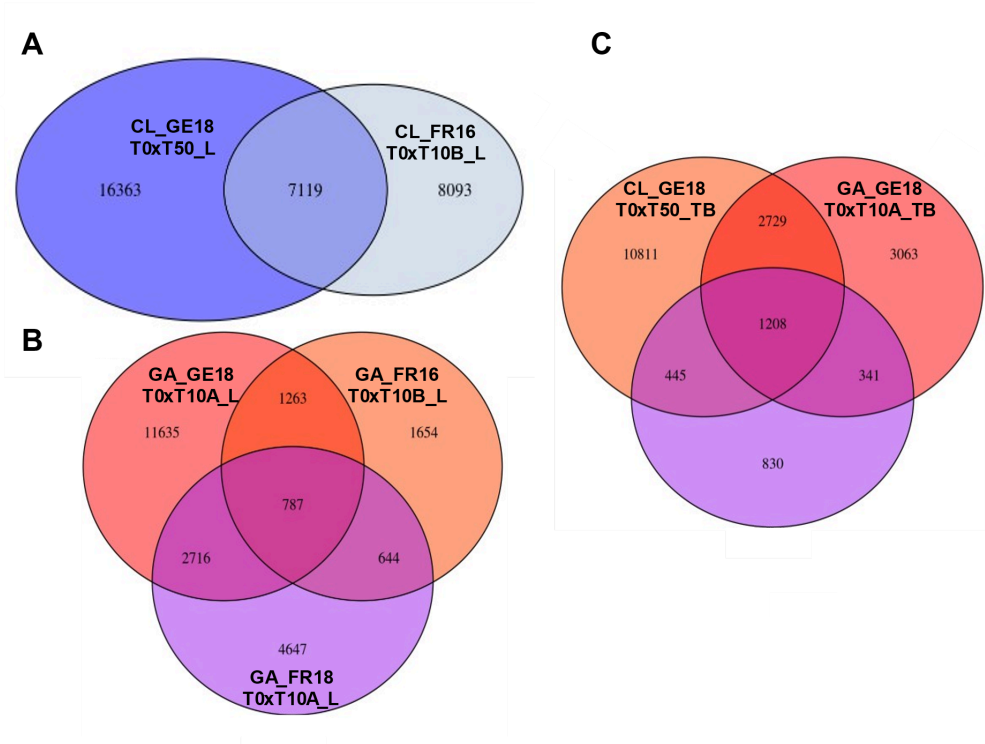 A
CL_GE18
T0xT50_L
CL_FR16
T0xT10B_L
16363
7119
8093
B
GA_GE18
T0xT10A_L
GA_FR16
T0xT10B_L
1263
11635
1654
787
2716
644
4647
GA_FR18
T0xT10A_L
C
CL_GE18
T0xT50_TB
GA_GE18
T0xT10A_TB
2729
10811
3063
1208
445
341
830